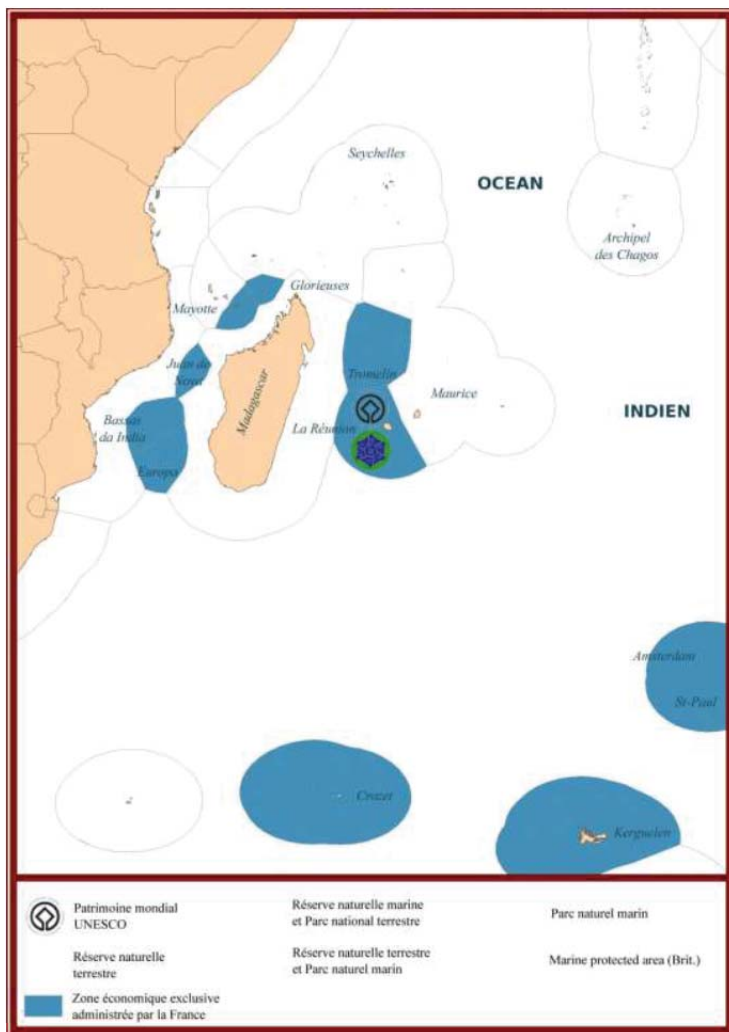 Seychelles
OCEAN
Archipel
des Chagos
Glorieuses
Mayotte
Juan de
Nova
Tromelin
Madagascar
Maurice
INDIEN
Bassas
da India
La Réunion
Europa
Amsterdam
St-Paul
Crozet
Kerguelen
Patrimoine mondial
UNESCO
Réserve naturelle marine
et Parc national terrestre
Parc naturel marin
Réserve naturelle
terrestre
Réserve naturelle terrestre
et Parc naturel marin
Marine protected area (Brit.)
Zone économique exclusive
administrée par la France